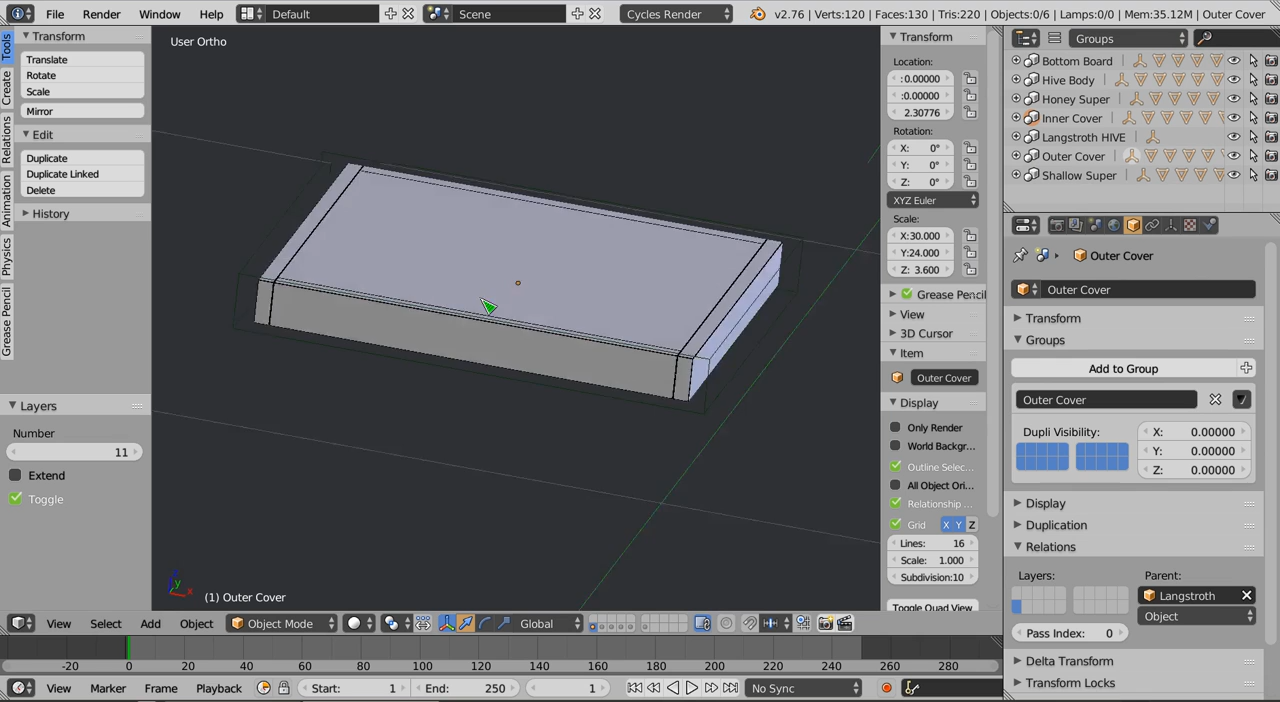 File Render Window Help Default Scene Cycles Render v2.76 | Verts:120 | Faces:130 | Tris:220 | Objects:0/6 | Lamps:0/0 | Mem:35.12M | Outer Cover
Tools
Create
Relations
Animation
Physics
Grease Pencil
Transform
Translate
Rotate
Scale
Mirror
Edit
Duplicate
Duplicate Linked
Delete
History
Layers
Number
11
Extend
Toggle
User Ortho
(1) Outer Cover
Transform
Location:
:0.00000
:0.00000
2.30776
Rotation:
X: 0°
Y: 0°
Z: 0°
XYZ Euler
Scale:
X:30.000
Y:24.000
Z: 3.600
Grease Pencil
View
3D Cursor
Item
Outer Cover
Display
Only Render
World Backgr...
Outline Selec...
All Object Ori...
Relationship ...
Grid X Y Z
Lines: 16
Scale: 1.000
Subdivision:10
Toggle Quad View
Groups
Bottom Board
Hive Body
Honey Super
Inner Cover
Langstroth HIVE
Outer Cover
Shallow Super
Outer Cover
Outer Cover
Transform
Groups
Add to Group
Outer Cover
Dupli Visibility:
X: 0.00000
Y: 0.00000
Z: 0.00000
Display
Duplication
Relations
Layers: Parent:
Langstroth
Object
Pass Index: 0
Delta Transform
Transform Locks
View Select Add Object Object Mode Global
-20 0 20 40 60 80 100 120 140 160 180 200 220 240 260 280
View Marker Frame Playback Start: 1 End: 250 1 No Sync